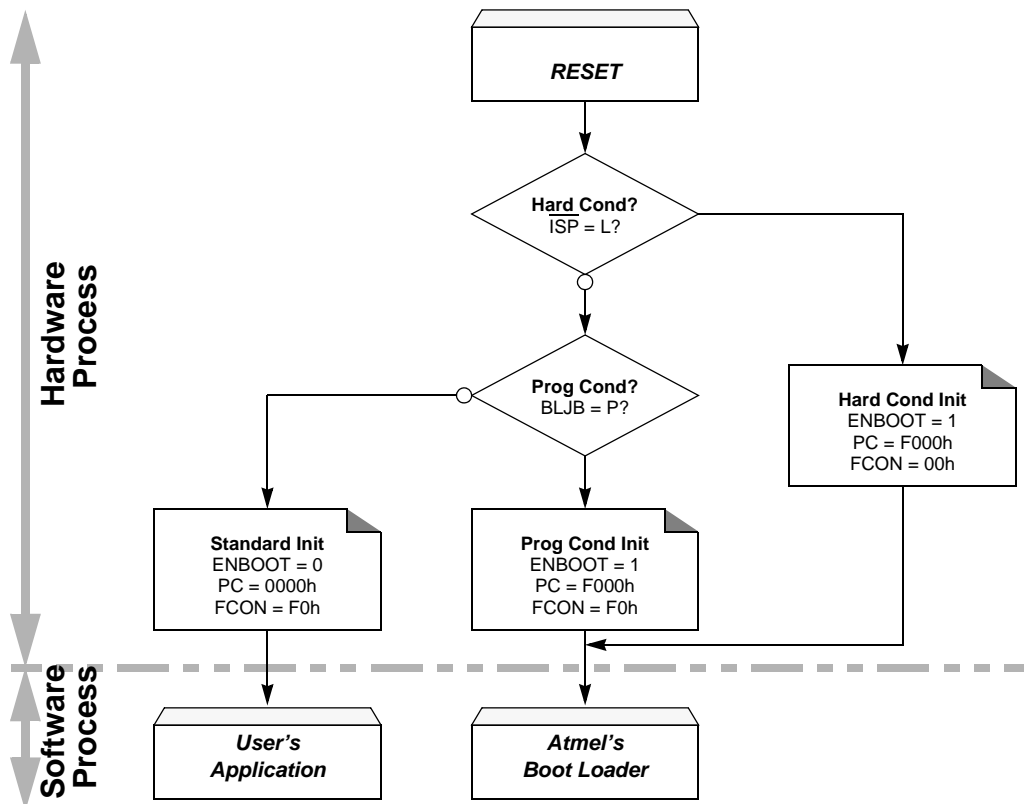 RESET
Hard Cond?
ISP = L?
Prog Cond?
BLJB = P?
Hard Cond Init
ENBOOT = 1
PC = F000h
FCON = 00h
Standard Init
ENBOOT = 0
PC = 0000h
FCON = F0h
Prog Cond Init
ENBOOT = 1
PC = F000h
FCON = F0h
Hardware
Process
Software
Process
User's
Application
Atmel's
Boot Loader